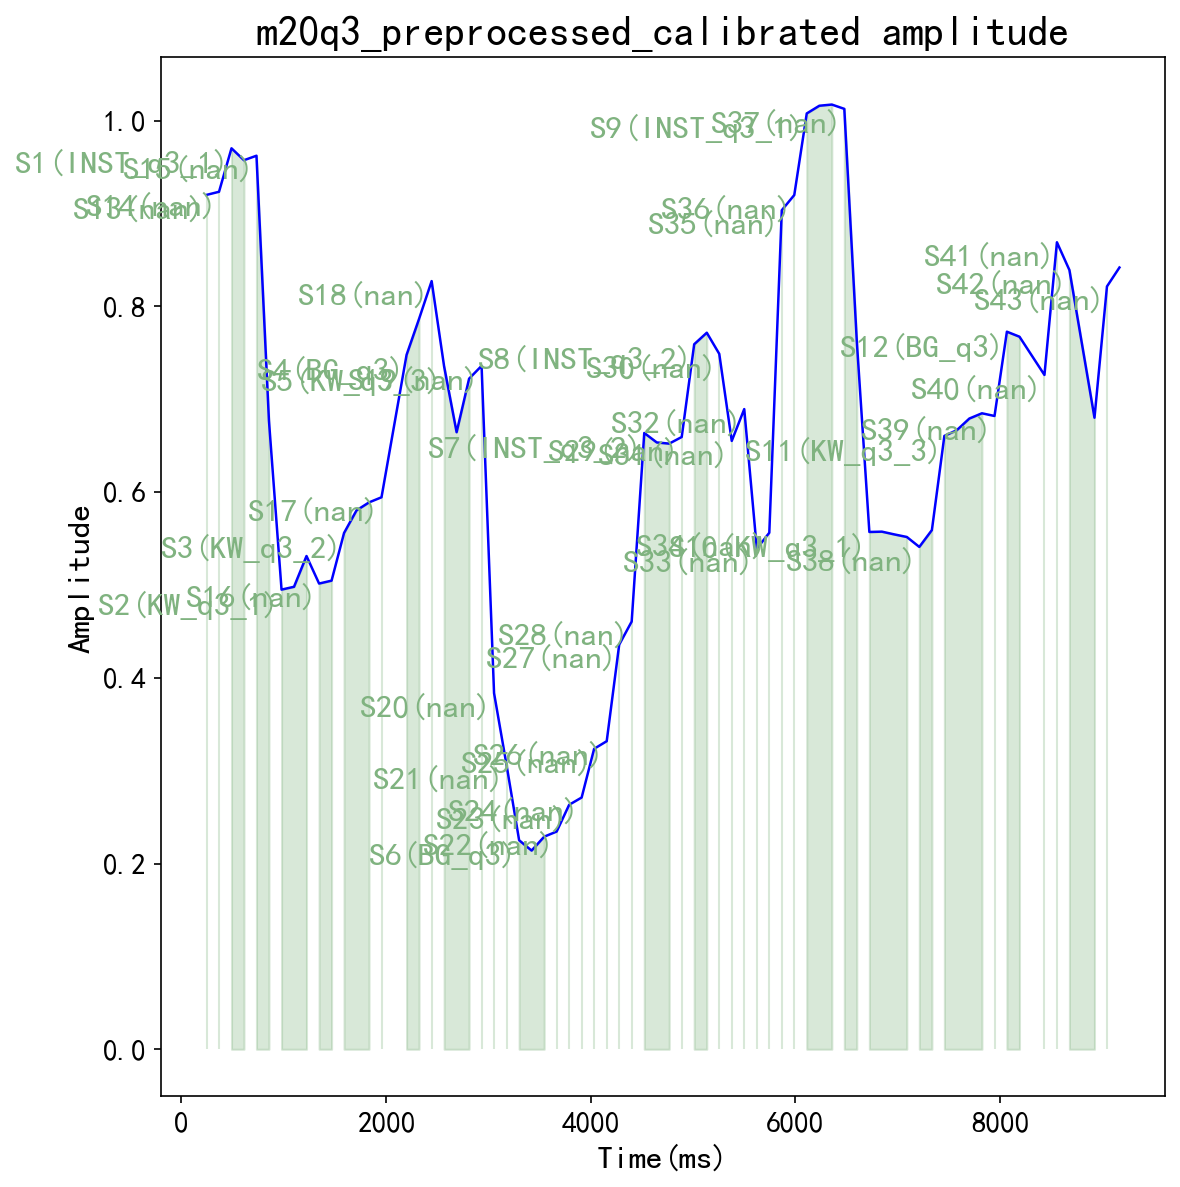 m20q3_preprocessed_calibrated amplitude
1.0
0.8
0.6
0.4
0.2
0.0
Amplitude
0
2000
4000
6000
8000
Time(ms)
S1(INST_q3_1)
S15(nan)
S13(nan)
S14(nan)
S2(KW_q3_1)
S16(nan)
S3(KW_q3_2)
S17(nan)
S18(nan)
S4(BG_q3)
S5(KW_q3_3)
S19(nan)
S20(nan)
S21(nan)
S6(BG_q3)
S22(nan)
S23(nan)
S24(nan)
S25(nan)
S26(nan)
S27(nan)
S28(nan)
S7(INST_q3_2)
S29(nan)
S31(nan)
S32(nan)
S8(INST_q3_2)
S30(nan)
S33(nan)
S34(nan)
S10(KW_q3_1)
S38(nan)
S35(nan)
S36(nan)
S9(INST_q3_1)
S37(nan)
S11(KW_q3_3)
S39(nan)
S40(nan)
S12(BG_q3)
S41(nan)
S42(nan)
S43(nan)